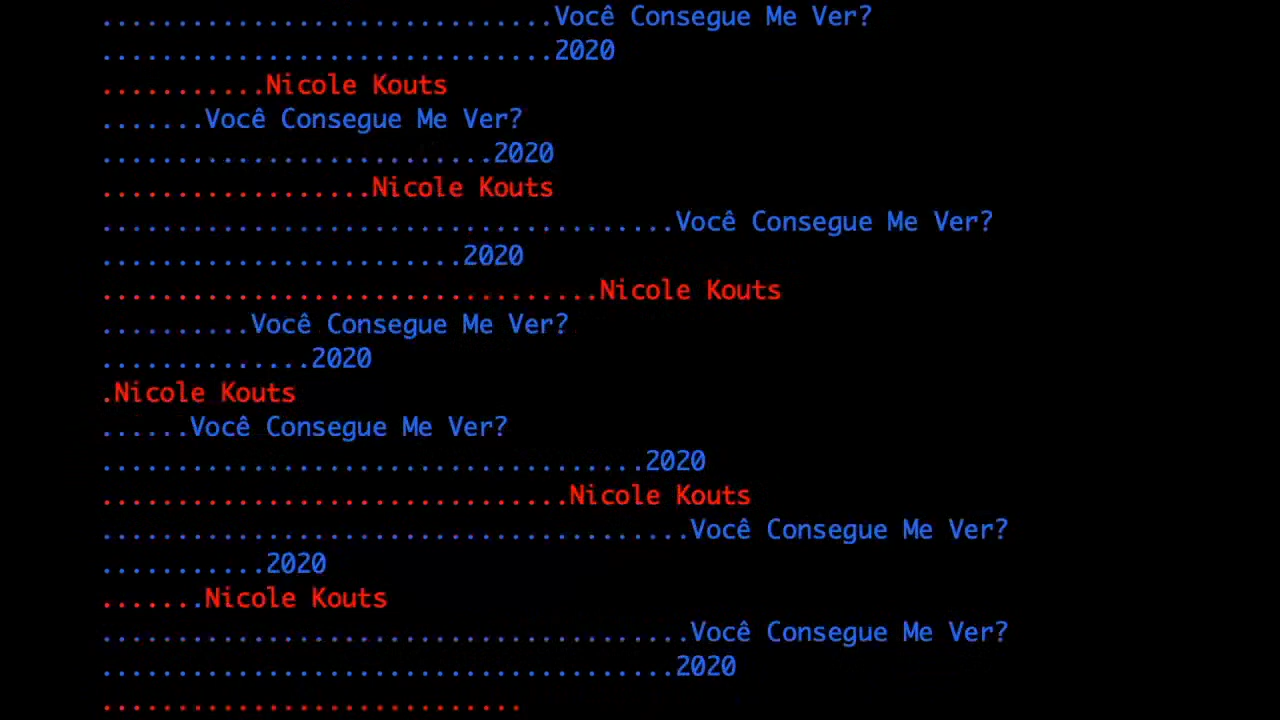 ..............................Você Consegue Me Ver?
..............................2020
...........Nicole Kouts
.......Você Consegue Me Ver?
..........................2020
..................Nicole Kouts
......................................Você Consegue Me Ver?
........................2020
.................................Nicole Kouts
..........Você Consegue Me Ver?
..............2020
.Nicole Kouts
......Você Consegue Me Ver?
....................................2020
...............................Nicole Kouts
.......................................Você Consegue Me Ver?
...........2020
.......Nicole Kouts
.......................................Você Consegue Me Ver?
......................................2020
............................